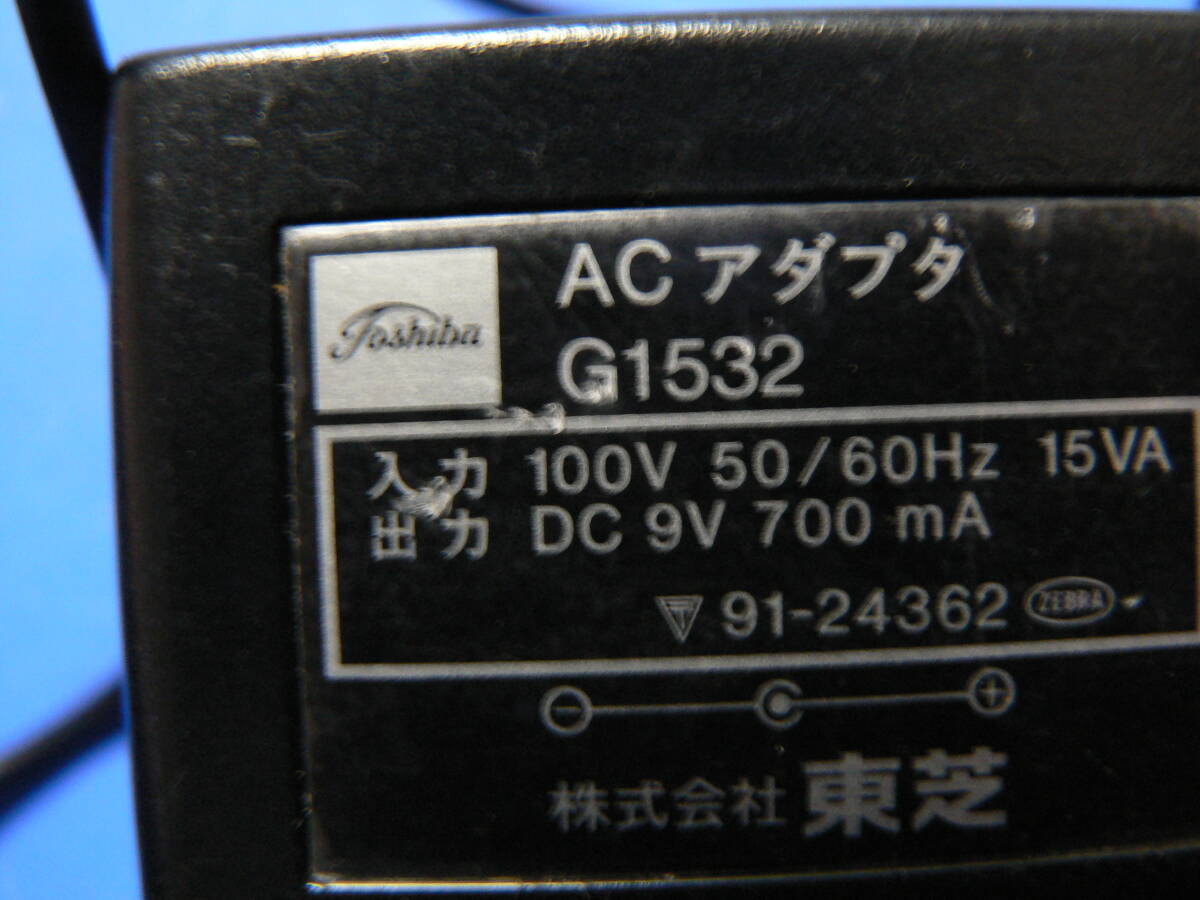 Toshiba
ACアダプタ
G1532
入力 100V 50/60Hz 15VA
出力 DC 9V 700 mA
〒 91-24362 ZEBRA
− +
株式会社 東芝